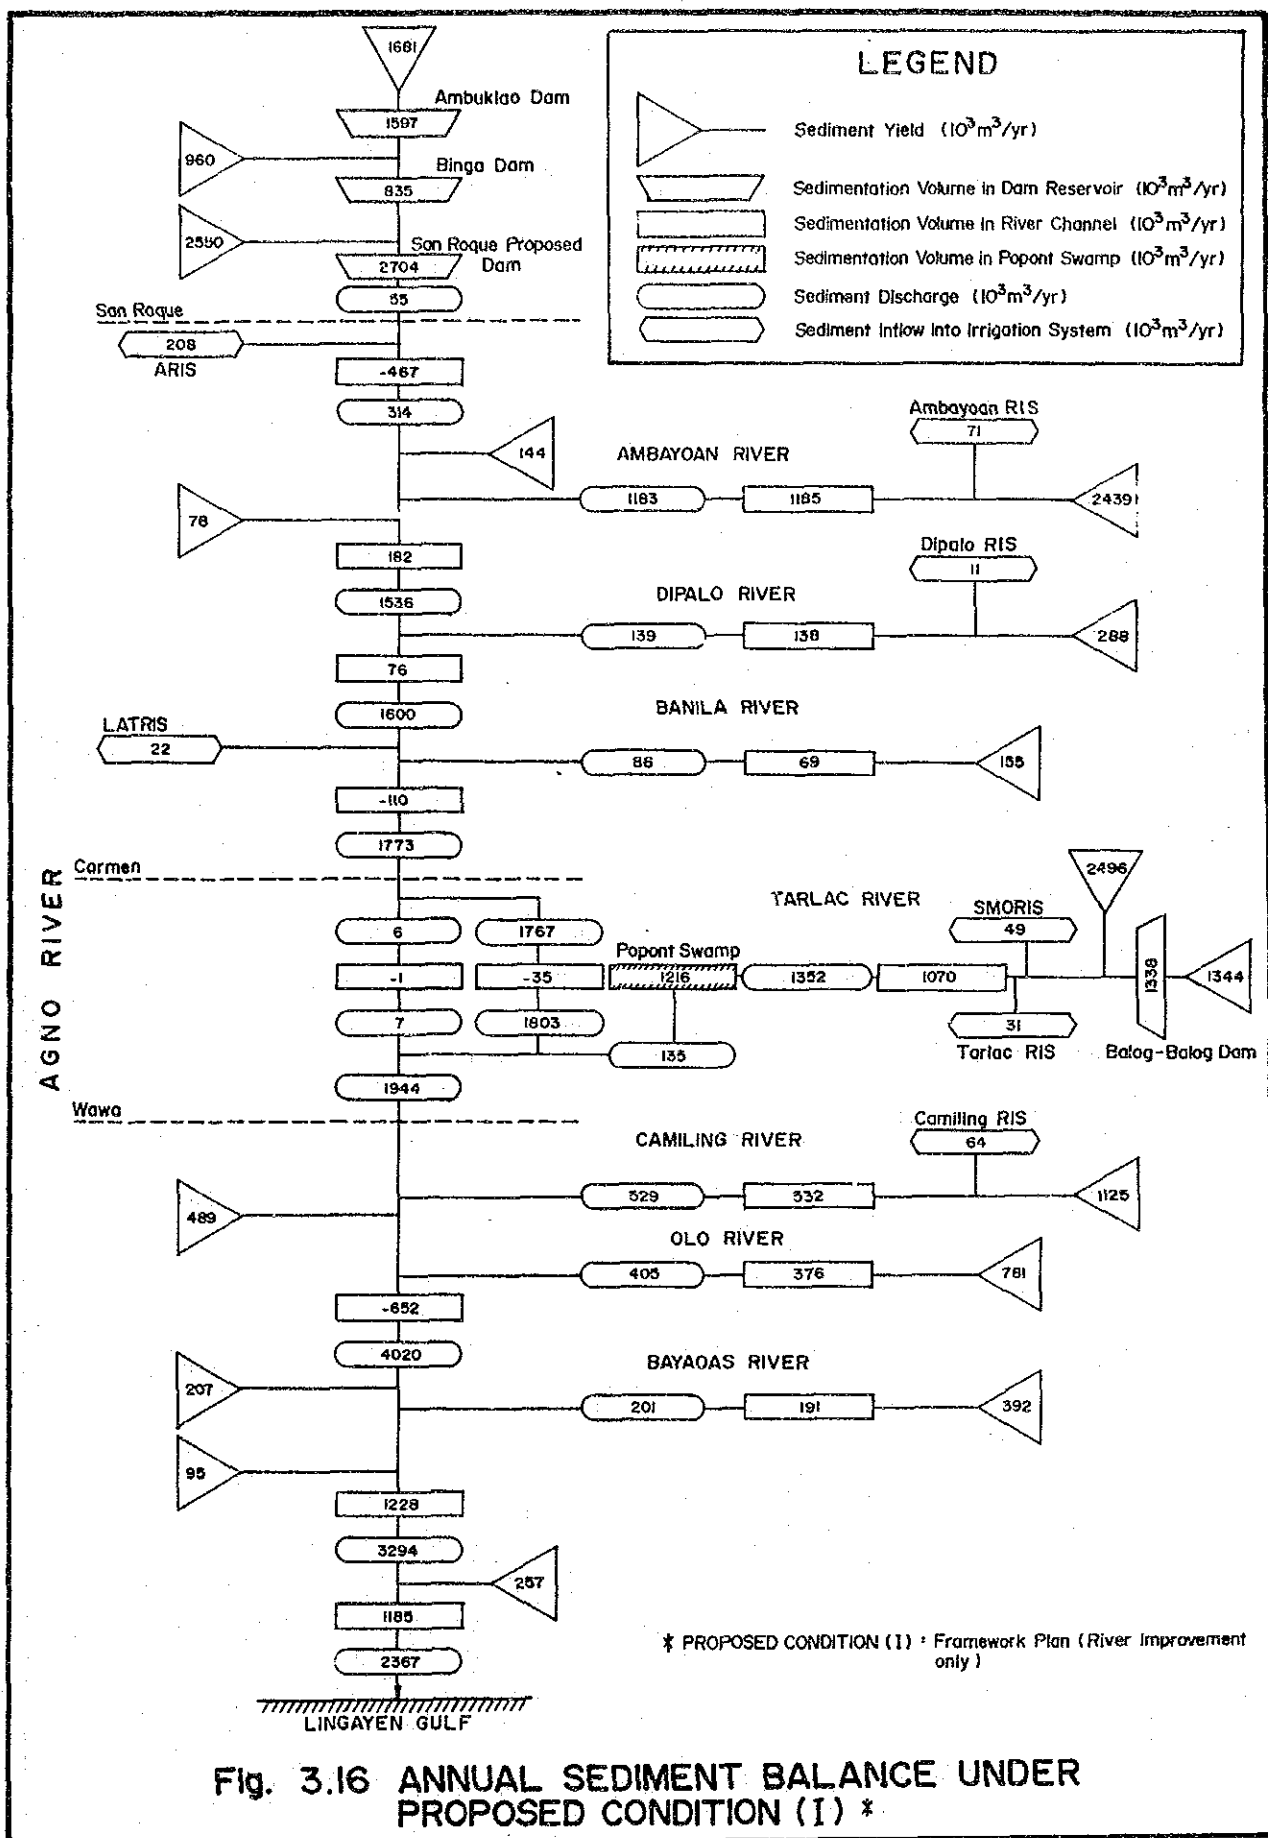 1681
Ambuklao Dam
1597
960
Binga Dam
835
2550
San Roque Proposed
Dam
2704
55
San Roque
208
ARIS
-467
314
LEGEND
Sediment Yield (10³m³/yr)
Sedimentation Volume in Dam Reservoir (10³m³/yr)
Sedimentation Volume in River Channel (10³m³/yr)
Sedimentation Volume in Popont Swamp (10³m³/yr)
Sediment Discharge (10³m³/yr)
Sediment Inflow Into Irrigation System (10³m³/yr)
144
AMBAYOAN RIVER
Ambayoan RIS
71
1183
1185
2439
78
182
1536
DIPALO RIVER
Dipalo RIS
11
139
138
288
76
1600
BANILA RIVER
LATRIS
22
86
69
155
-110
1773
Carmen
AGNO RIVER
TARLAC RIVER
2496
SMORIS
49
6
1767
Popont Swamp
-1
-35
1216
1352
1070
1338
1344
7
1803
135
31
Tarlac RIS
Balog-Balog Dam
1944
Wawa
CAMILING RIVER
Camiling RIS
64
489
529
532
1125
OLO RIVER
405
376
781
-652
4020
BAYAOAS RIVER
207
201
191
392
95
1228
3294
257
1185
2367
LINGAYEN GULF
* PROPOSED CONDITION (I) : Framework Plan (River Improvement
only)
Fig. 3.16 ANNUAL SEDIMENT BALANCE UNDER
PROPOSED CONDITION (I) *